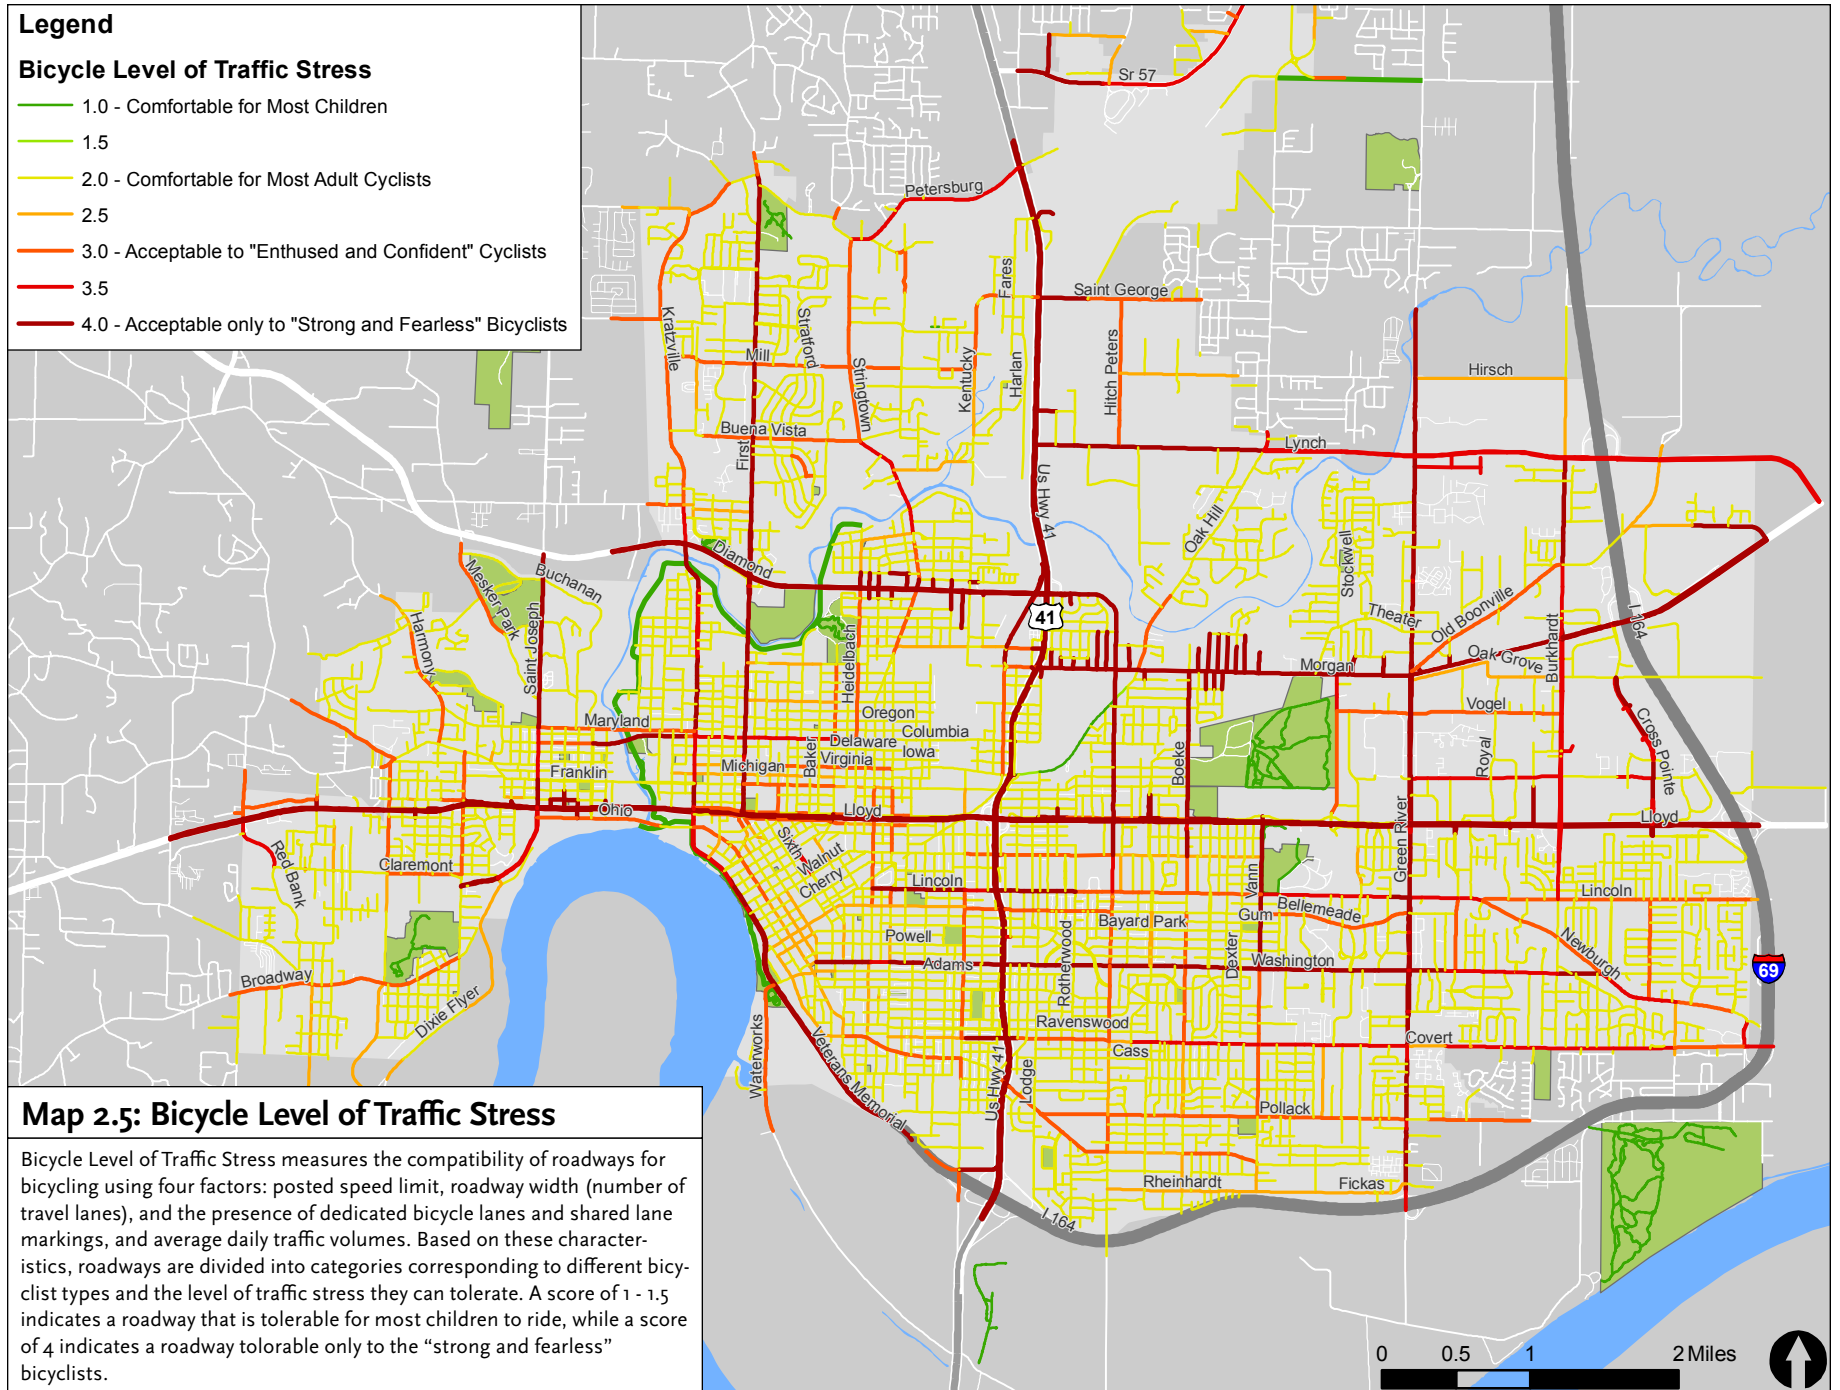 Legend
Bicycle Level of Traffic Stress
1.0 - Comfortable for Most Children
1.5
2.0 - Comfortable for Most Adult Cyclists
2.5
3.0 - Acceptable to "Enthused and Confident" Cyclists
3.5
4.0 - Acceptable only to "Strong and Fearless" Bicyclists
Sr 57
Petersburg
Fares
Saint George
Kratzville
Stratford
Mill
Stringtown
Kentucky
Harlan
Hitch Peters
Hirsch
Buena Vista
First
Lynch
Us Hwy 41
Oak Hill
Stockwell
Diamond
Buchanan
Mesker Park
Saint Joseph
Harmony
41
Theater
Old Boonville
I 164
Burkhardt
Oak Grove
Morgan
Heidelbach
Vogel
Oregon
Maryland
Columbia
Delaware
Iowa
Baker
Virginia
Michigan
Franklin
Boeke
Royal
Cross Pointe
Ohio
Lloyd
Lloyd
Sixth
Walnut
Cherry
Claremont
Red Bank
Green River
Vann
Lincoln
Lincoln
Bellemeade
Gum
Bayard Park
Powell
Adams
Rotherwood
Dexter
Washington
Newburgh
69
Broadway
Dixie Flyer
Waterworks
Veterans Memorial
Ravenswood
Cass
Covert
Us Hwy 41
Lodge
Pollack
Rheinhardt
Fickas
I 164
Map 2.5: Bicycle Level of Traffic Stress
Bicycle Level of Traffic Stress measures the compatibility of roadways for
bicycling using four factors: posted speed limit, roadway width (number of
travel lanes), and the presence of dedicated bicycle lanes and shared lane
markings, and average daily traffic volumes. Based on these character-
istics, roadways are divided into categories corresponding to different bicy-
clist types and the level of traffic stress they can tolerate. A score of 1 - 1.5
indicates a roadway that is tolerable for most children to ride, while a score
of 4 indicates a roadway tolorable only to the “strong and fearless”
bicyclists.
0 0.5 1 2 Miles